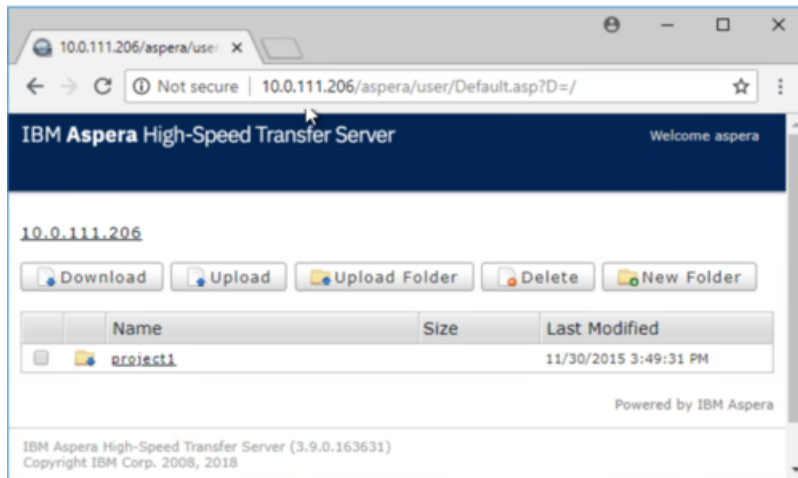 10.0.111.206/aspera/user
Not secure | 10.0.111.206/aspera/user/Default.asp?D=/
IBM Aspera High-Speed Transfer Server Welcome aspera
10.0.111.206
Download Upload Upload Folder Delete New Folder
Name Size Last Modified
project1 11/30/2015 3:49:31 PM
Powered by IBM Aspera
IBM Aspera High-Speed Transfer Server (3.9.0.163631)
Copyright IBM Corp. 2008, 2018